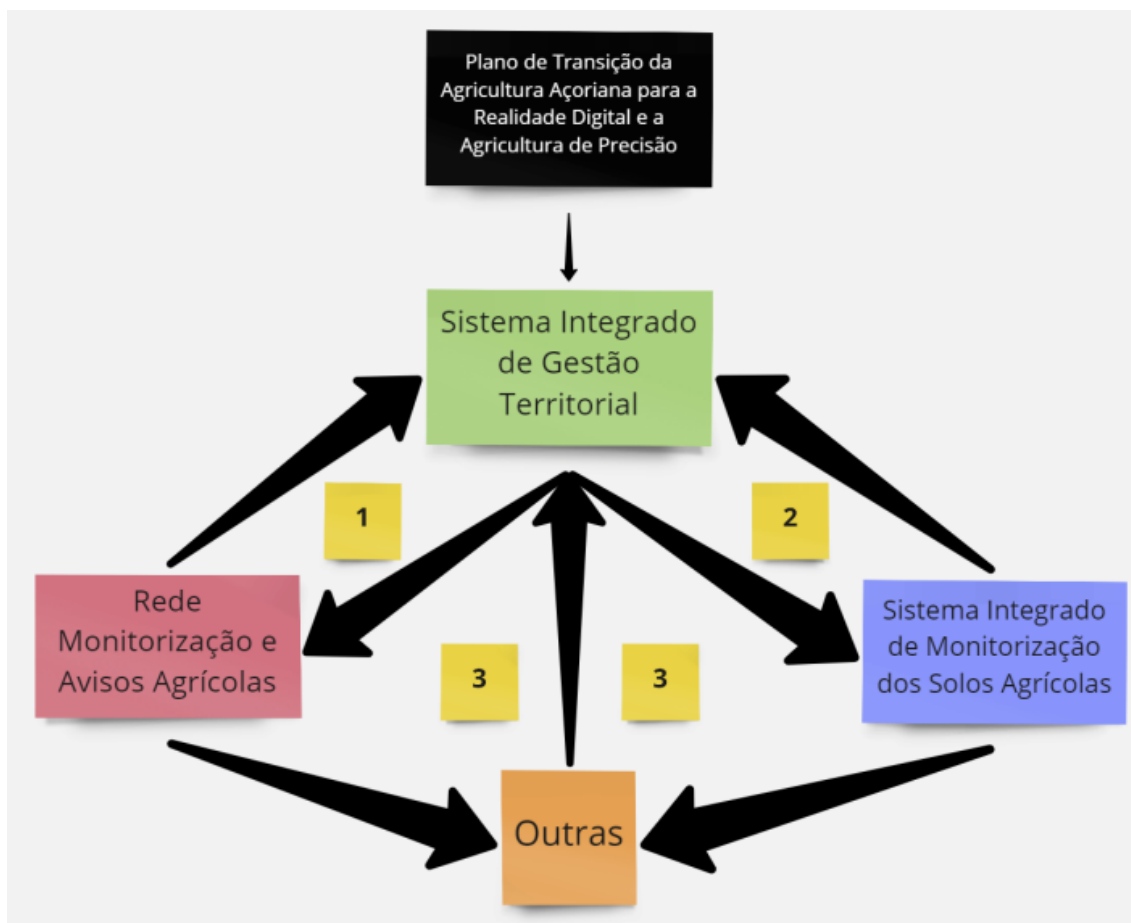 Plano de Transição da
Agricultura Açoriana para a
Realidade Digital e a
Agricultura de Precisão
Sistema Integrado
de Gestão
Territorial
1
2
Rede
Monitorização e
Avisos Agrícolas
Sistema Integrado
de Monitorização
dos Solos Agrícolas
3
3
Outras